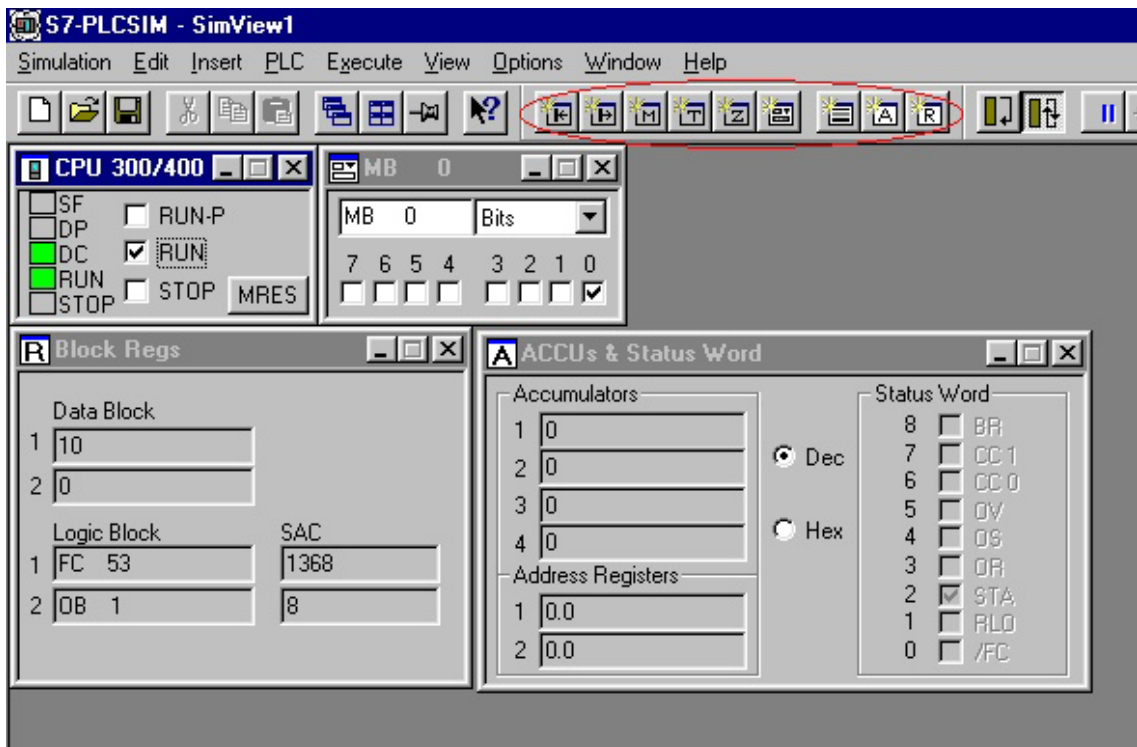 S7-PLCSIM - SimView1
Simulation Edit Insert PLC Execute View Options Window Help
M T Z A R
CPU 300/400
SF
DP
DC
RUN
STOP
RUN-P
RUN
STOP
MRES
MB 0
MB 0 Bits
7 6 5 4 3 2 1 0
R Block Regs
Data Block
1 10
2 0
Logic Block SAC
1 FC 53 1368
2 OB 1 8
A ACCUs & Status Word
Accumulators
1 0
2 0
3 0
4 0
Address Registers
1 0.0
2 0.0
Dec
Hex
Status Word
8 BR
7 CC 1
6 CC 0
5 OV
4 OS
3 OR
2 STA
1 RLO
0 /FC